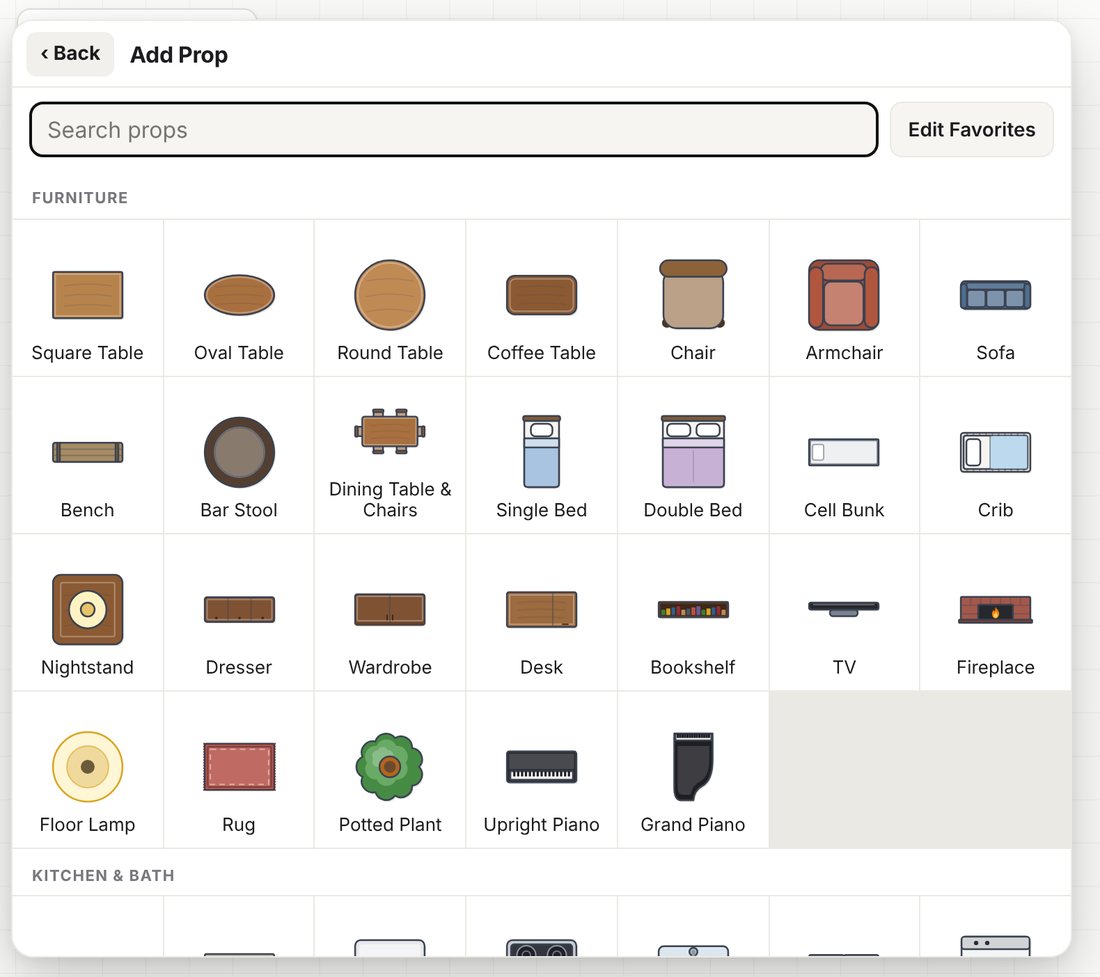 ‹ Back
Add Prop
Search props
Edit Favorites
FURNITURE
Square Table
Oval Table
Round Table
Coffee Table
Chair
Armchair
Sofa
Bench
Bar Stool
Dining Table &
Chairs
Single Bed
Double Bed
Cell Bunk
Crib
Nightstand
Dresser
Wardrobe
Desk
Bookshelf
TV
Fireplace
Floor Lamp
Rug
Potted Plant
Upright Piano
Grand Piano
KITCHEN & BATH